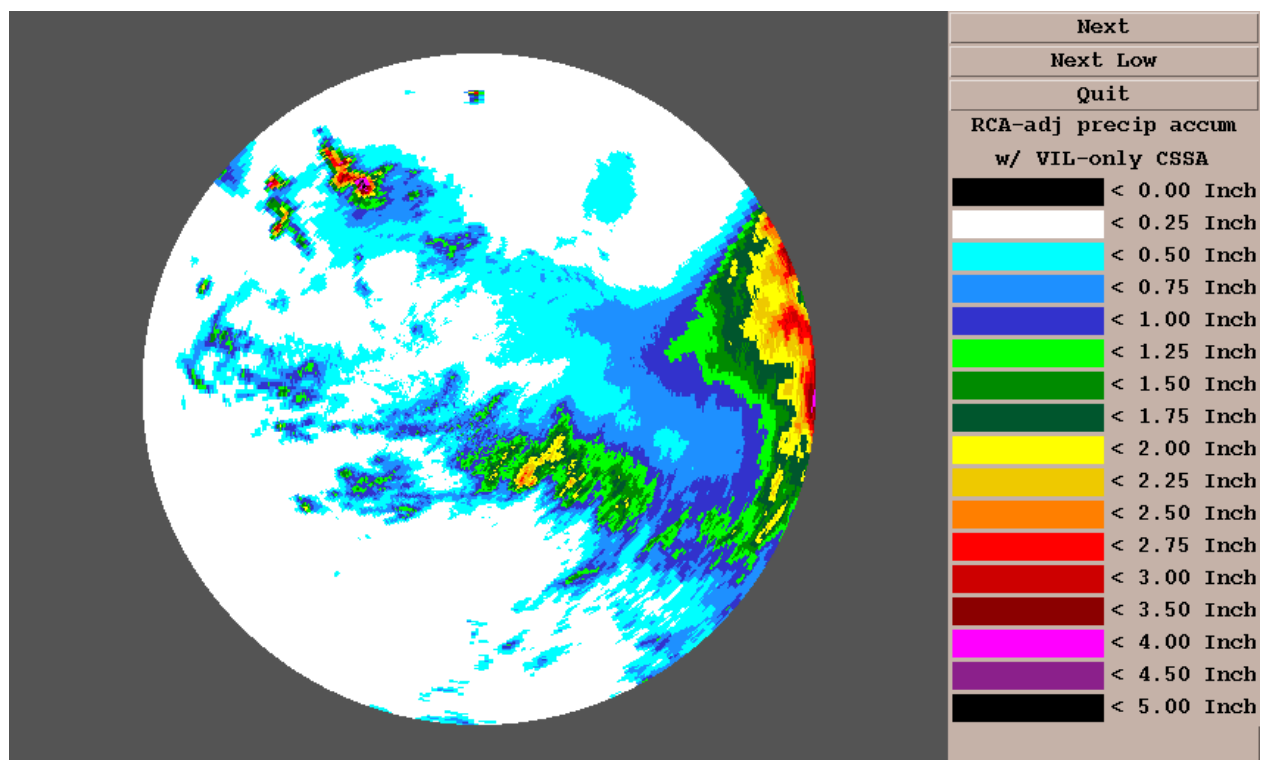 Next
Next Low
Quit
RCA-adj precip accum
w/ VIL-only CSSA
< 0.00 Inch
< 0.25 Inch
< 0.50 Inch
< 0.75 Inch
< 1.00 Inch
< 1.25 Inch
< 1.50 Inch
< 1.75 Inch
< 2.00 Inch
< 2.25 Inch
< 2.50 Inch
< 2.75 Inch
< 3.00 Inch
< 3.50 Inch
< 4.00 Inch
< 4.50 Inch
< 5.00 Inch